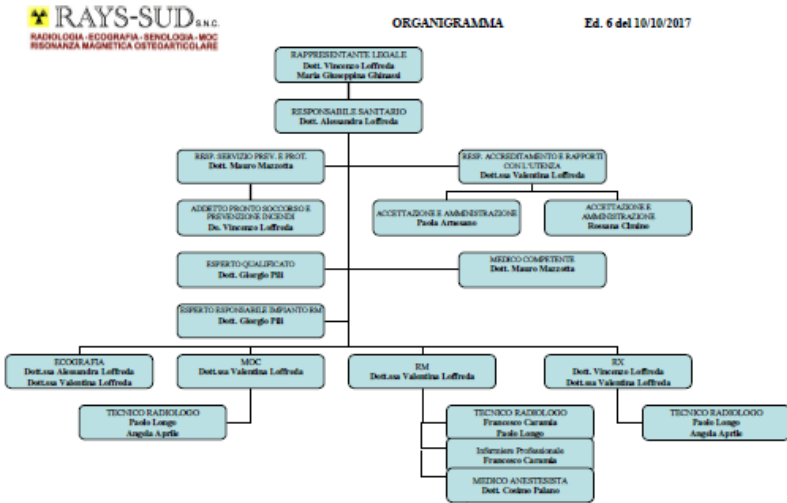 RAYS-SUD S.N.C.
RADIOLOGIA - ECOGRAFIA - SENOLOGIA - MOC
RISONANZA MAGNETICA OSTEOARTICOLARE
ORGANIGRAMMA
Ed. 6 del 10/10/2017
RAPPRESENTANTE LEGALE
Dott. Vincenzo Loffreda
Maria Giuseppina Ghinassi
RESPONSABILE SANITARIO
Dott. Alessandra Loffreda
RESP. SERVIZIO PREV. E PROT.
Dott. Mauro Mazzotta
RESP. ACCREDITAMENTO E RAPPORTI
CON L'UTENZA
Dott.ssa Valentina Loffreda
ADDETTO PRONTO SOCCORSO E
PREVENZIONE INCENDI
Do. Vincenzo Loffreda
ACCETTAZIONE E AMMINISTRAZIONE
Paola Arnesano
ACCETTAZIONE E
AMMINISTRAZIONE
Rossana Cimino
ESPERTO QUALIFICATO
Dott. Giorgio Pili
MEDICO COMPETENTE
Dott. Mauro Mazzotta
ESPERTO ESPONSABILE IMPIANTO RM
Dott. Giorgio Pili
ECOGRAFIA
Dott.ssa Alessandra Loffreda
Dott.ssa Valentina Loffreda
MOC
Dott.ssa Valentina Loffreda
RM
Dott.ssa Valentina Loffreda
RX
Dott. Vincenzo Loffreda
Dott.ssa Valentina Loffreda
TECNICO RADIOLOGO
Paolo Longo
Angela Aprile
TECNICO RADIOLOGO
Francesco Caramia
Paolo Longo
Infermiere Professionale
Francesco Caramia
MEDICO ANESTESISTA
Dott. Cosimo Palano
TECNICO RADIOLOGO
Paolo Longo
Angela Aprile